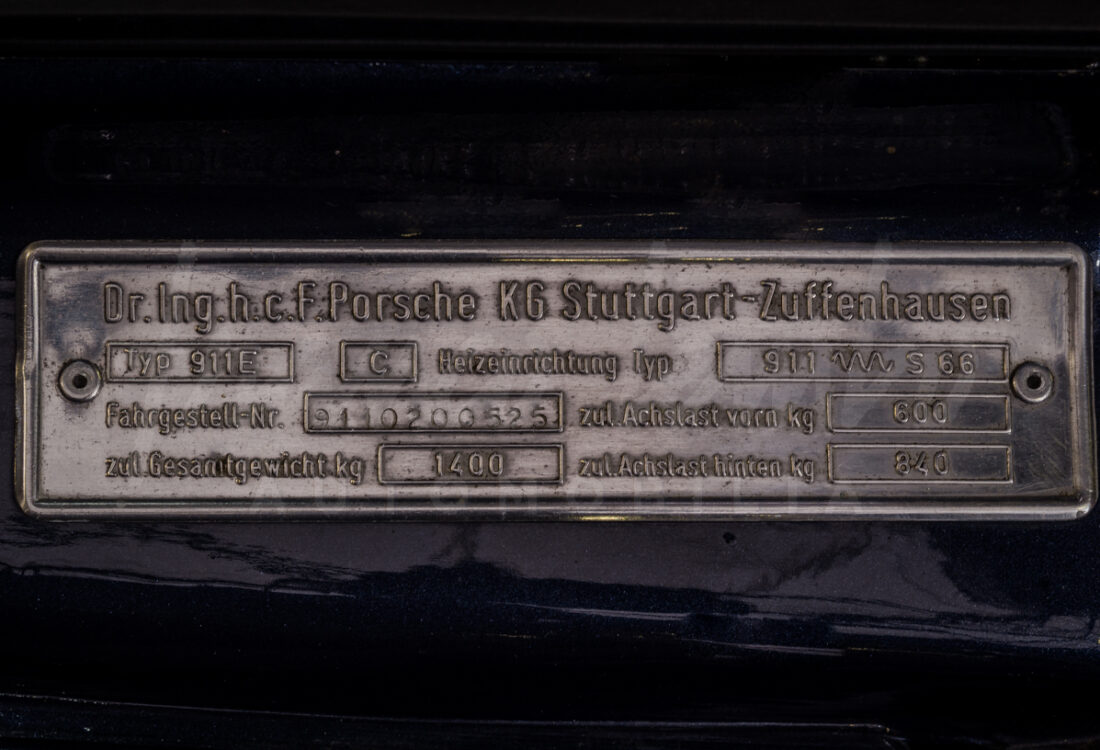 Dr. Ing. h. c. F. Porsche KG Stuttgart-Zuffenhausen
Typ 911E C Heizeinrichtung Typ 911 S 66
Fahrgestell-Nr. 9110200525 zul. Achslast vorn kg 600
zul. Gesamtgewicht kg 1400 zul. Achslast hinten kg 840
AUTOMOBILIA